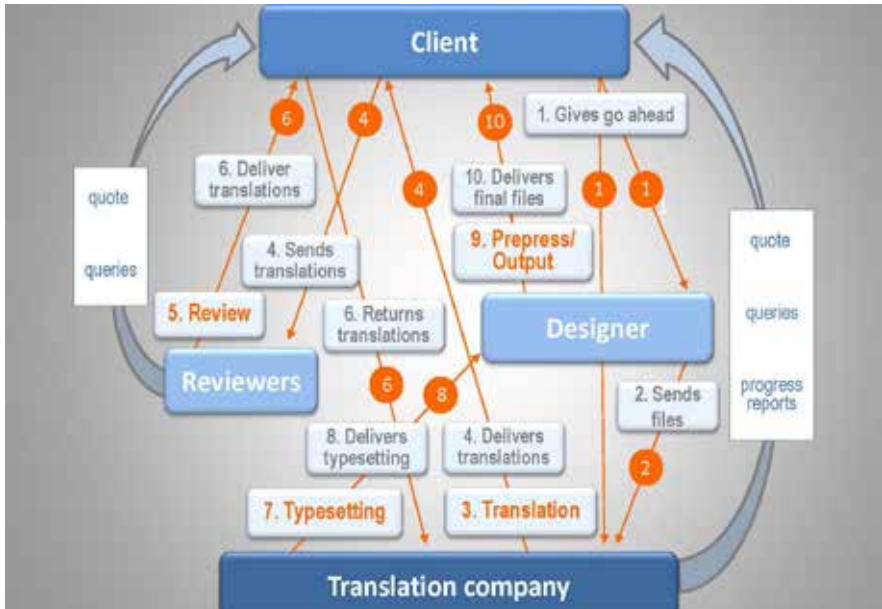 Client
6
4
10
1. Gives go ahead
6. Deliver
translations
4
10. Delivers
final files
1
1
quote
queries
4. Sends
translations
9. Prepress/
Output
quote
queries
progress
reports
5. Review
6. Returns
translations
Designer
Reviewers
6
8
2. Sends
files
8. Delivers
typesetting
4. Delivers
translations
2
7. Typesetting
3. Translation
Translation company